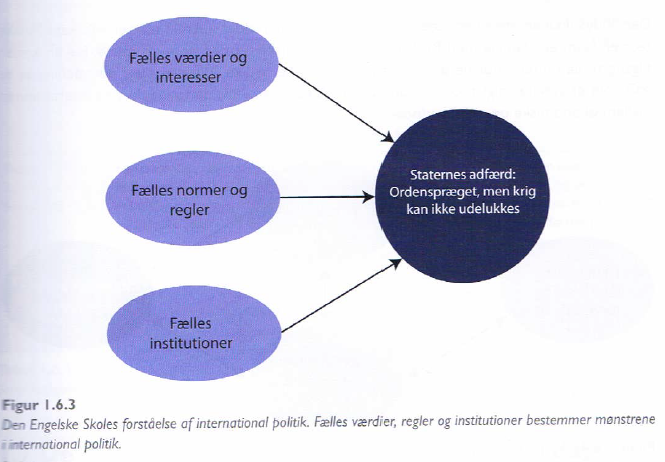 Fælles værdier og
interesser
Fælles normer og
regler
Fælles
institutioner
Staternes adfærd:
Ordenspræget, men krig
kan ikke udelukkes
Figur 1.6.3
Den Engelske Skoles forståelse af international politik. Fælles værdier, regler og institutioner bestemmer mønstrene
i international politik.